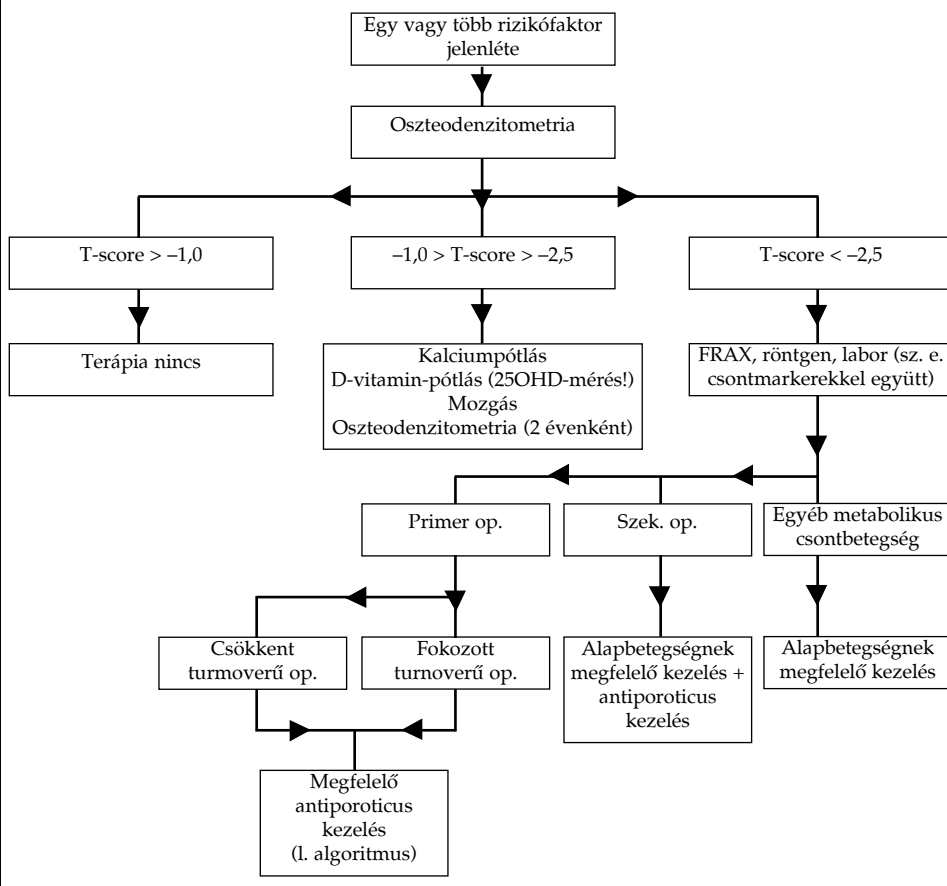 Egy vagy több rizikófaktor
jelenléte
Oszteodenzitometria
T-score > –1,0
–1,0 > T-score > –2,5
T-score < –2,5
Terápia nincs
Kalciumpótlás
D-vitamin-pótlás (25OHD-mérés!)
Mozgás
Oszteodenzitometria (2 évenként)
FRAX, röntgen, labor (sz. e.
csontmarkerekkel együtt)
Primer op.
Szek. op.
Egyéb metabolikus
csontbetegség
Csökkent
turmoverű op.
Fokozott
turnoverű op.
Alapbetegségnek
megfelelő kezelés +
antiporoticus
kezelés
Alapbetegségnek
megfelelő kezelés
Megfelelő
antiporoticus
kezelés
(l. algoritmus)